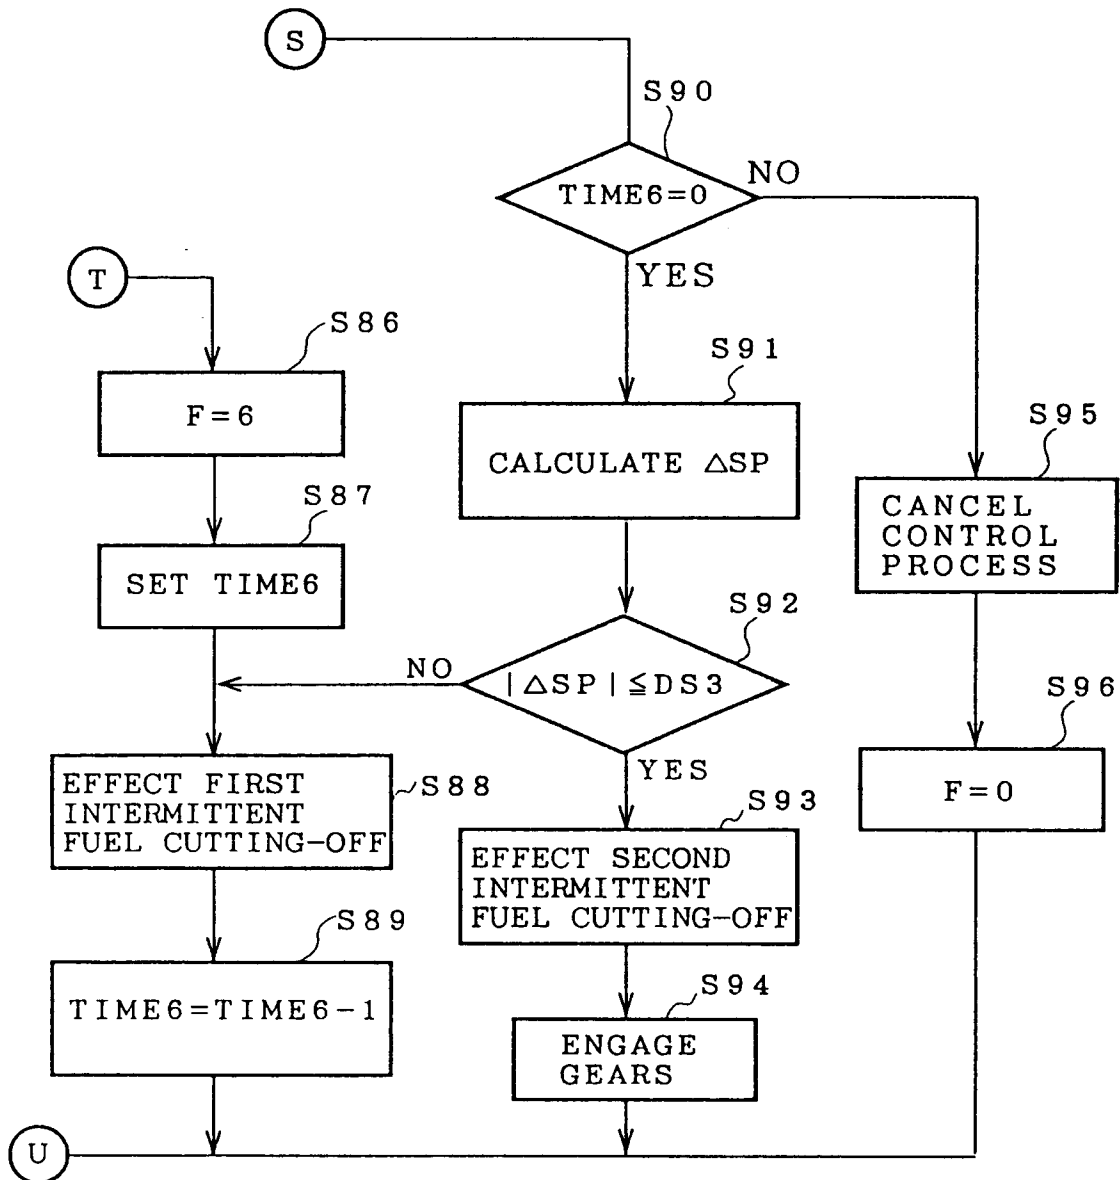 S
S90
TIME6=0
NO
YES
T
S86
F=6
S87
SET TIME6
S91
CALCULATE △SP
S95
CANCEL
CONTROL
PROCESS
S92
|△SP|≦DS3
NO
YES
S96
F=0
S88
EFFECT FIRST
INTERMITTENT
FUEL CUTTING-OFF
S93
EFFECT SECOND
INTERMITTENT
FUEL CUTTING-OFF
S89
TIME6=TIME6-1
S94
ENGAGE
GEARS
U